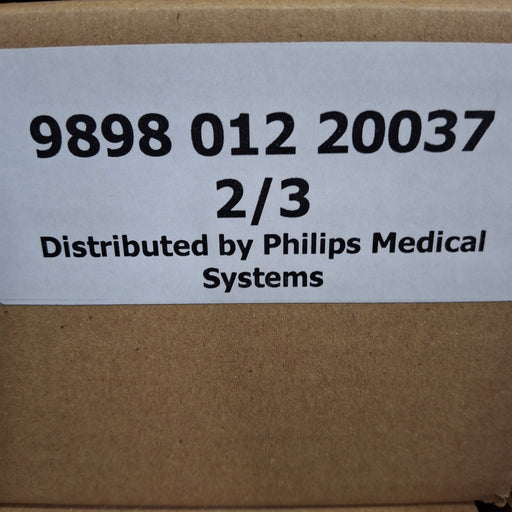 9898 012 20037
2/3
Distributed by Philips Medical
Systems